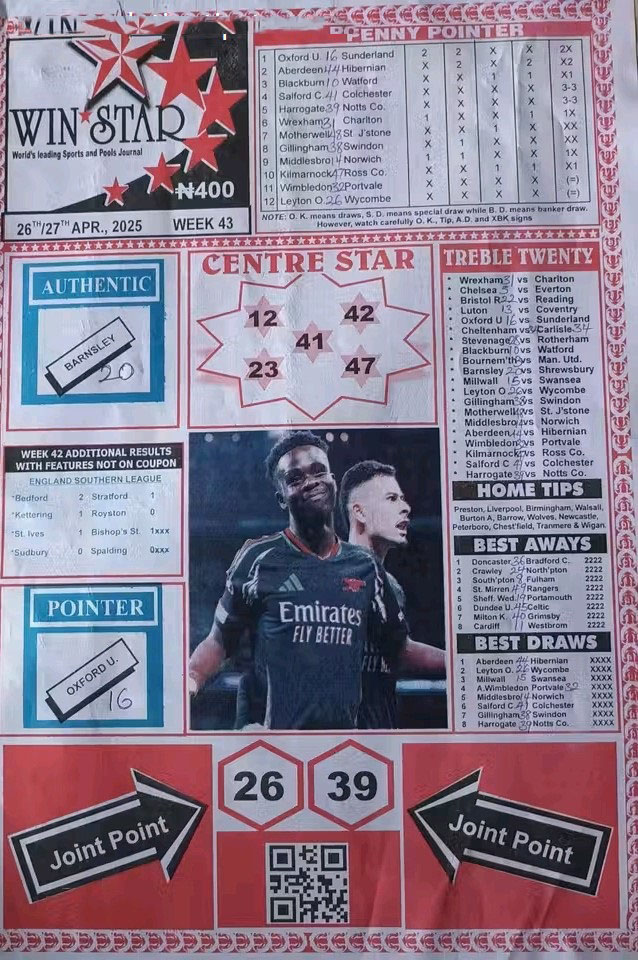 WIN STAR
World's leading Sports and Pools Journal
₦400
26TH/27TH APR., 2025 WEEK 43
PENNY POINTER
1 Oxford U. 16 Sunderland 2 2 X X 2X
2 Aberdeen 44 Hibernian X X 2 X X2
3 Blackburn 10 Watford X X 1 1 X1
4 Salford C. 41 Colchester X X X X 3-3
5 Harrogate 39 Notts Co. X X X X 3-3
6 Wrexham 31 Charlton 1X
7 Motherwell 48 St. J'stone XX
8 Gillingham 38 Swindon XX
9 Middlesbro 14 Norwich 1X
10 Kilmarnock 47 Ross Co. XX
11 Wimbledon 32 Portvale (=)
12 Leyton O. 26 Wycombe (=)
NOTE: O. K. means draws, S. D. means special draw while B. D. means banker draw.
However, watch carefully O. K., Tip, A.D. and XBK signs
AUTHENTIC
BARNSLEY
20
CENTRE STAR
12 42
41
23 47
TREBLE TWENTY
* Wrexham 31 vs Charlton
* Chelsea 5 vs Everton
* Bristol R 22 vs Reading
* Luton 13 vs Coventry
* Oxford U 16 vs Sunderland
* Cheltenham vs Carlisle 34
* Stevenage vs Rotherham
* Blackburn 10 vs Watford
* Bournem'th vs Man. Utd.
* Barnsley 20 vs Shrewsbury
* Millwall 15 vs Swansea
* Leyton O 26 vs Wycombe
* Gillingham 38 vs Swindon
* Motherwell vs St. J'stone
* Middlesbro vs Norwich
* Aberdeen 44 vs Hibernian
* Wimbledon vs Portvale
* Kilmarnock vs Ross Co.
* Salford C 41 vs Colchester
* Harrogate 39 vs Notts Co.
WEEK 42 ADDITIONAL RESULTS
WITH FEATURES NOT ON COUPON
ENGLAND SOUTHERN LEAGUE
*Bedford 2 Stratford 1
*Kettering 1 Royston 0
*St. Ives 1 Bishop's St. 1xxx
*Sudbury 0 Spalding 0xxx
Emirates
FLY BETTER
FLY BE
HOME TIPS
Preston, Liverpool, Birmingham, Walsall,
Burton A, Barrow, Wolves, Newcastle,
Peterboro, Chest'field, Tranmere & Wigan.
BEST AWAYS
1 Doncaster 36 Bradford C. 2222
2 Crawley 24 North'pton 2222
3 South'pton 8 Fulham 2222
4 St. Mirren 49 Rangers 2222
5 Sheff. Wed. 19 Portsmouth 2222
6 Dundee U. 45 Celtic 2222
7 Milton K. 40 Grimsby 2222
8 Cardiff 11 Westbrom 2222
POINTER
OXFORD U.
16
BEST DRAWS
1 Aberdeen 44 Hibernian XXXX
2 Leyton O. 26 Wycombe XXXX
3 Millwall 15 Swansea XXXX
4 A.Wimbledon Portvale 32 XXXX
5 Middlesbro 14 Norwich XXXX
6 Salford C. 41 Colchester XXXX
7 Gillingham 38 Swindon XXXX
8 Harrogate 39 Notts Co. XXXX
Joint Point
26 39
Joint Point